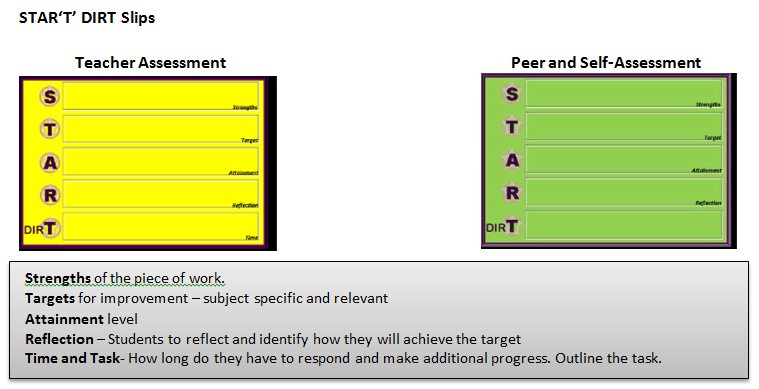 STAR‘T’ DIRT Slips
Teacher Assessment
Peer and Self-Assessment
S
Strengths
T
Target
A
Attainment
R
Reflection
DIRT
Time
S
Strengths
T
Target
A
Attainment
R
Reflection
DIRT
Strengths of the piece of work.
Targets for improvement – subject specific and relevant
Attainment level
Reflection – Students to reflect and identify how they will achieve the target
Time and Task- How long do they have to respond and make additional progress. Outline the task.